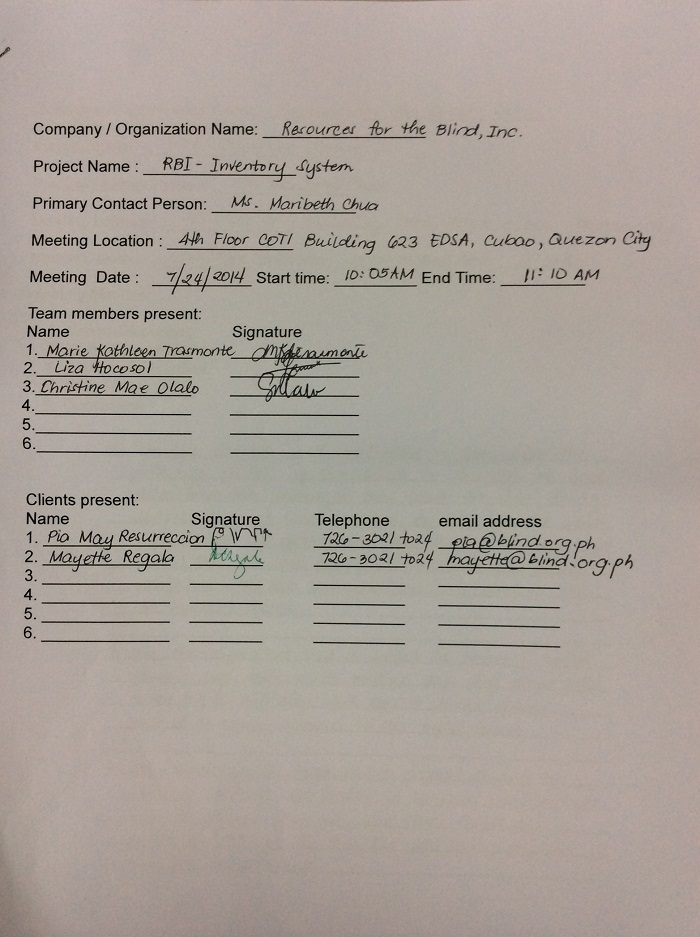 Company / Organization Name: Resources for the Blind, Inc.
Project Name : RBI - Inventory System
Primary Contact Person: Ms. Maribeth Chua
Meeting Location : 4th Floor COTI Building 623 EDSA, Cubao, Quezon City
Meeting Date : 7/24/2014 Start time: 10:05AM End Time: 11:10 AM
Team members present:
Name Signature
1. Marie Kathleen Trasmonte
2. Liza Hocosol
3. Christine Mae Olalo
4.
5.
6.
Clients present:
Name Signature Telephone email address
1. Pia May Resurreccion 726-3021 to24 pia@blind.org.ph
2. Mayette Regala 726-3021 to24 mayette@blind.org.ph
3.
4.
5.
6.